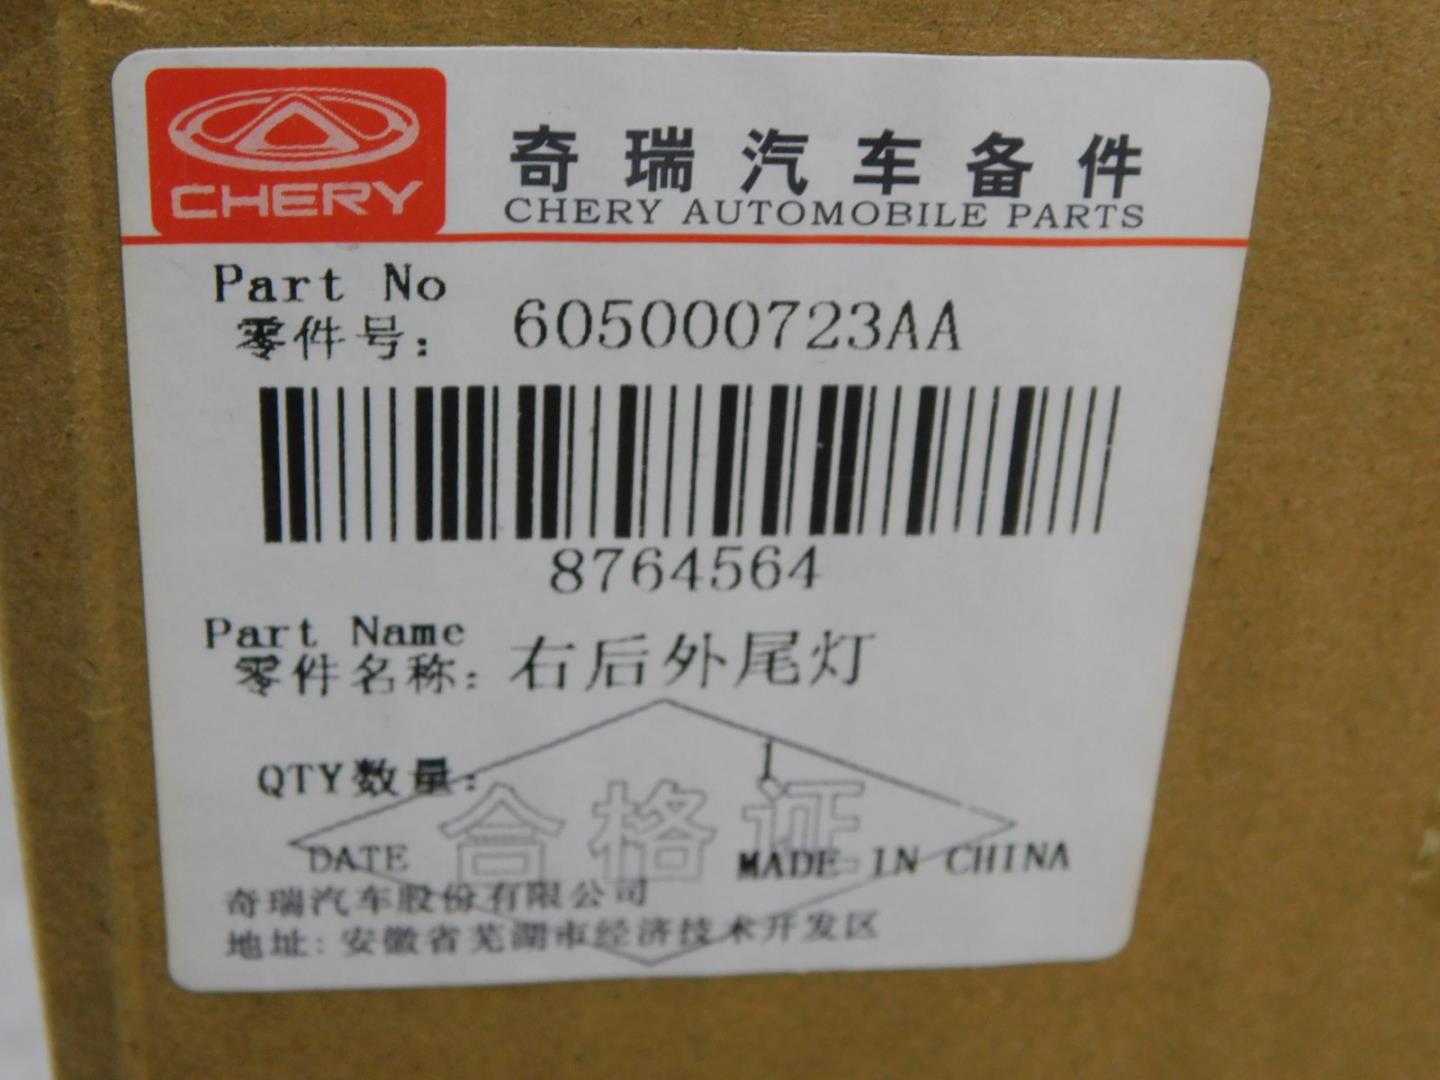 CHERY
奇瑞汽车备件
CHERY AUTOMOBILE PARTS
Part No
零件号: 605000723AA
8764564
Part Name
零件名称: 右后外尾灯
QTY数量: 1
合格证
DATE MADE IN CHINA
奇瑞汽车股份有限公司
地址: 安徽省芜湖市经济技术开发区